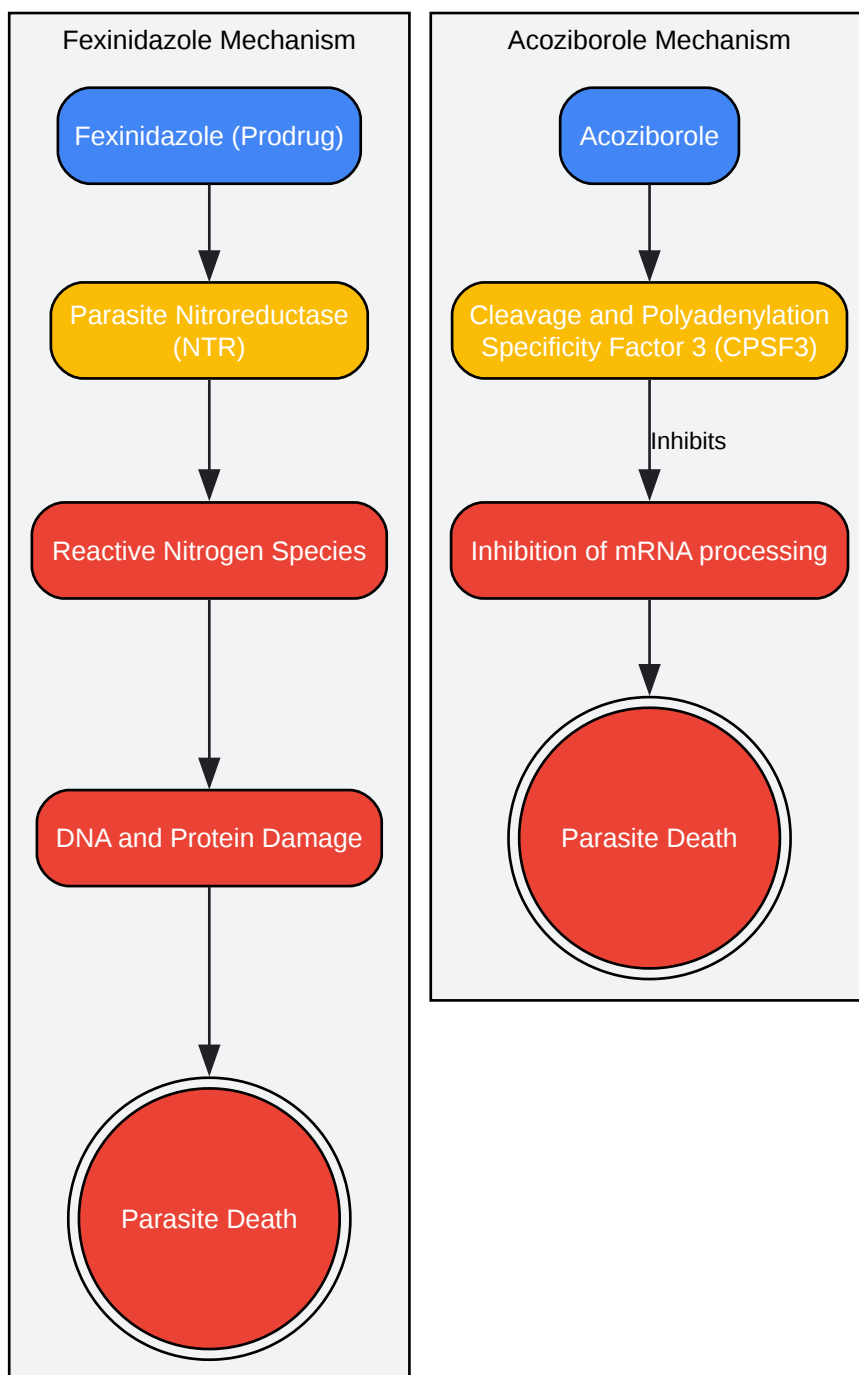 Fexinidazole Mechanism
Fexinidazole (Prodrug)
Parasite Nitroreductase
(NTR)
Reactive Nitrogen Species
DNA and Protein Damage
Parasite Death
Acoziborole Mechanism
Acoziborole
Cleavage and Polyadenylation
Specificity Factor 3 (CPSF3)
Inhibits
Inhibition of mRNA processing
Parasite Death